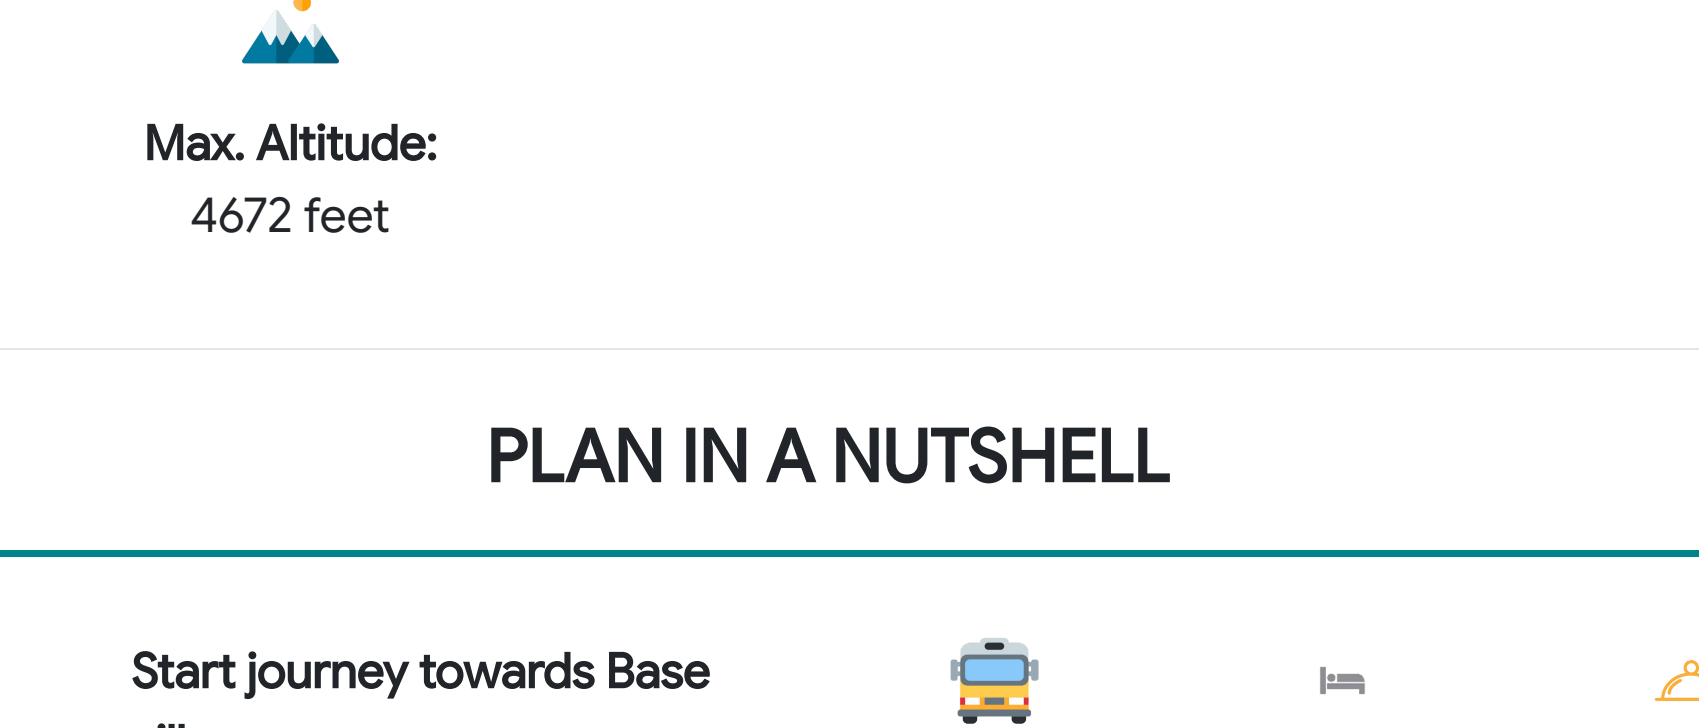 Max. Altitude:
4672 feet
PLAN IN A NUTSHELL
Start journey towards Base